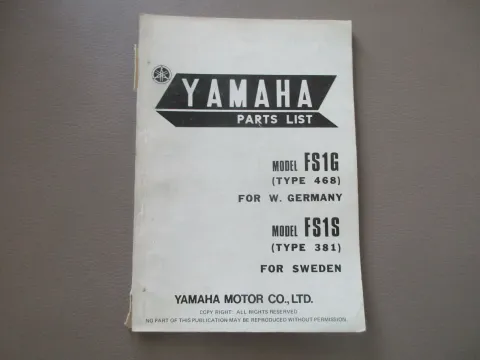 YAMAHA
PARTS LIST
MODEL FS1G
(TYPE 468)
FOR W. GERMANY
MODEL FS1S
(TYPE 381)
FOR SWEDEN
YAMAHA MOTOR CO., LTD.
COPY RIGHT : ALL RIGHTS RESERVED
NO PART OF THIS PUBLICATION MAY BE REPRODUCED WITHOUT PERMISSION.